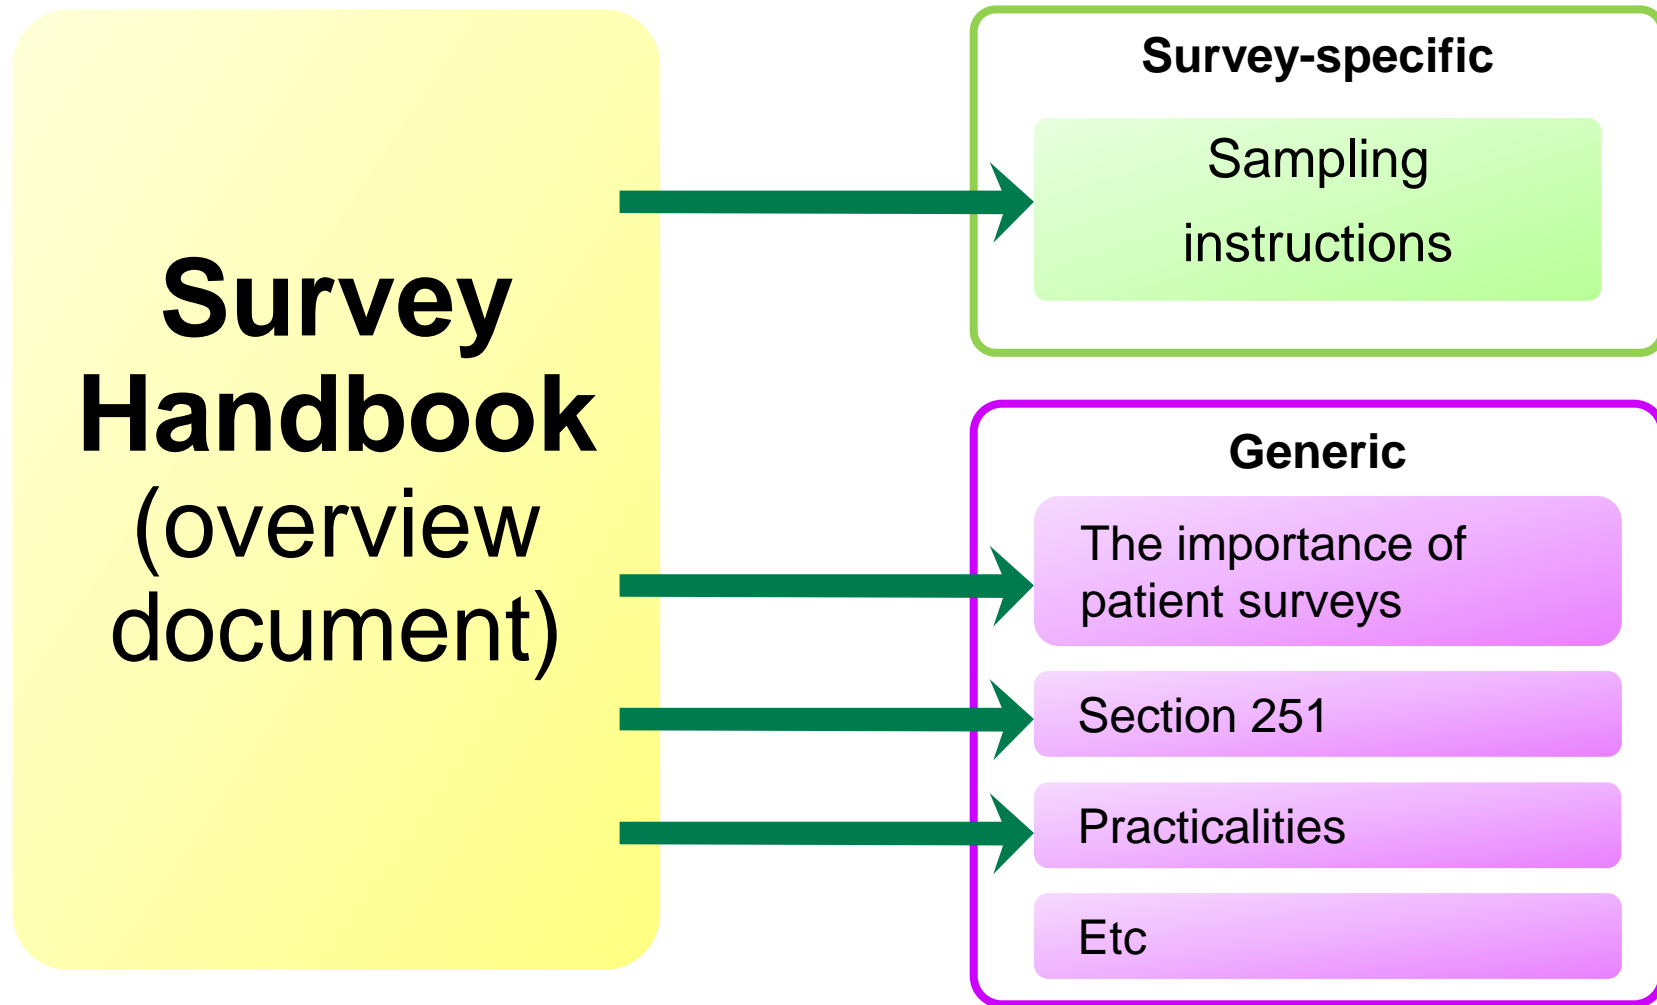 Survey
Handbook
(overview
document)
Survey-specific
Sampling
instructions
Generic
The importance of
patient surveys
Section 251
Practicalities
Etc